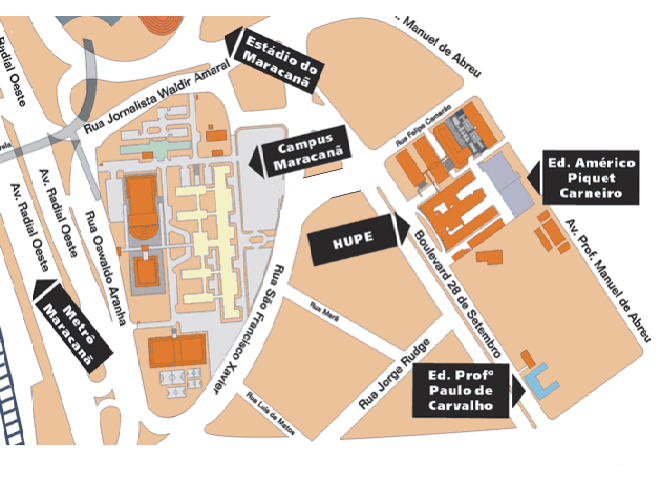 Av. Manuel de Abreu
Estádio do
Maracanã
Radial Oeste
Rua Jornalista Waldir Amaral
Rua Felipe Camarão
Campus
Maracanã
Ed. Américo
Piquet
Carneiro
Av. Radial Oeste
Av. Radial Oeste
Rua Oswaldo Aranha
HUPE
Boulevard 28 de Setembro
Av. Prof. Manuel de Abreu
Metrô
Maracanã
Rua São Francisco Xavier
Rua Jorge Rudge
Ed. Profº
Paulo de
Carvalho
Rua Luís de Matos